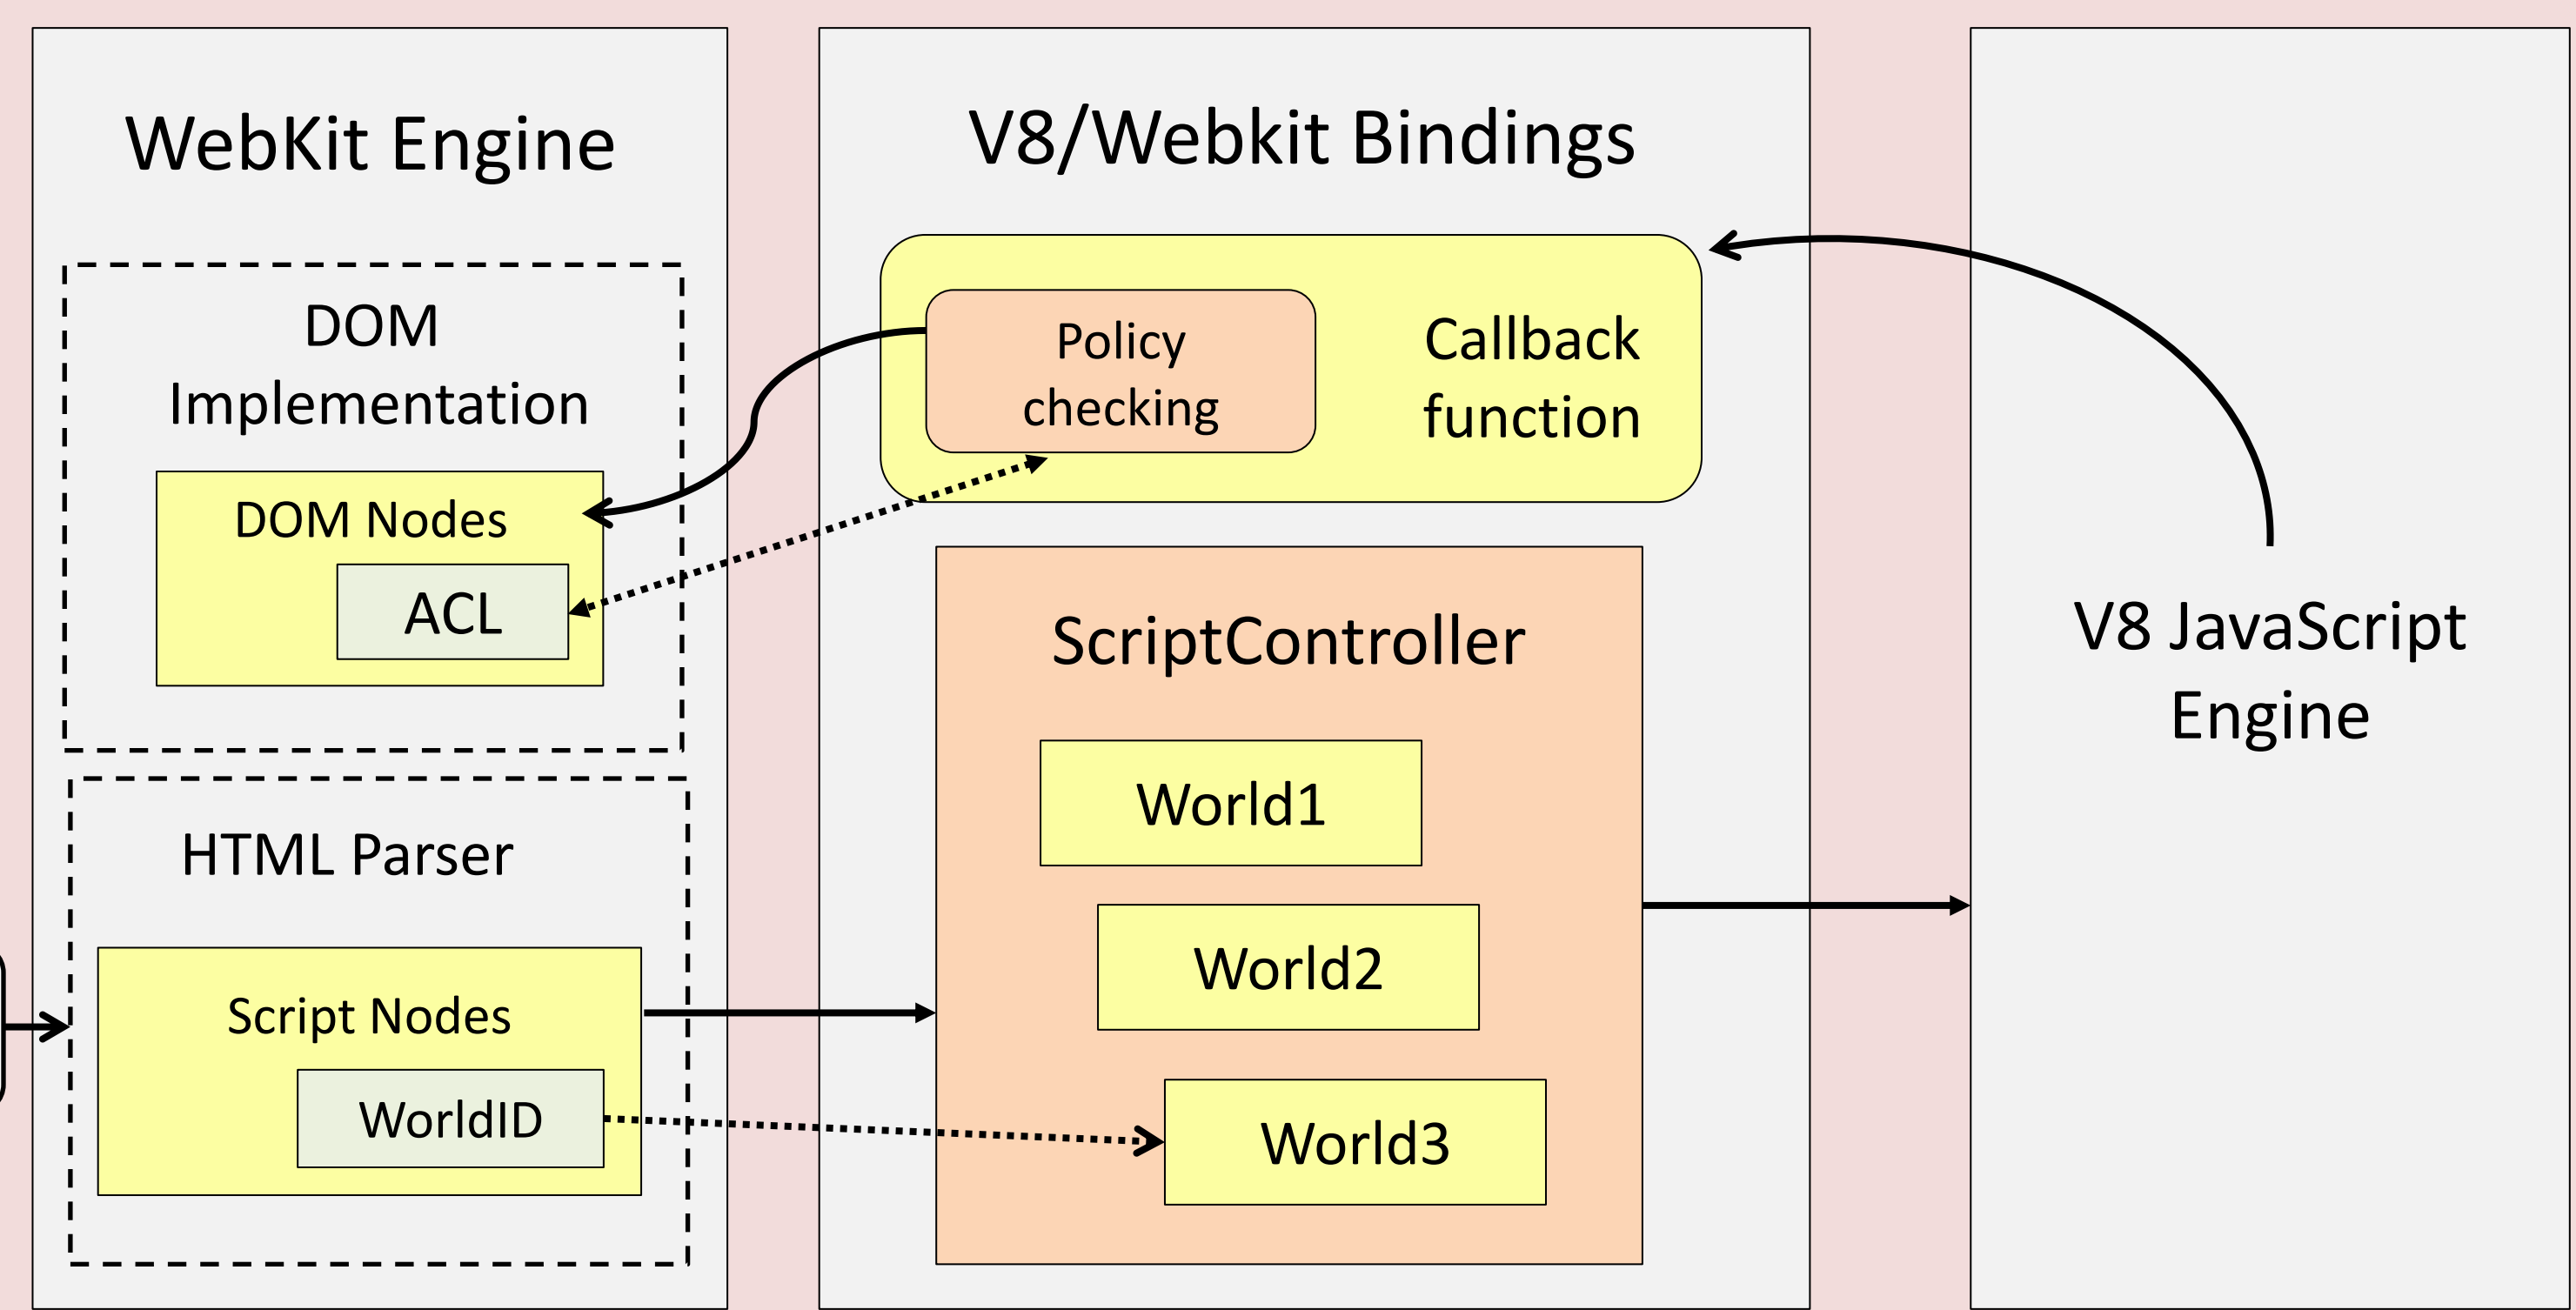 WebKit Engine
DOM
Implementation
DOM Nodes
ACL
HTML Parser
Script Nodes
WorldID
V8/Webkit Bindings
Policy
checking
Callback
function
ScriptController
World1
World2
World3
V8 JavaScript
Engine